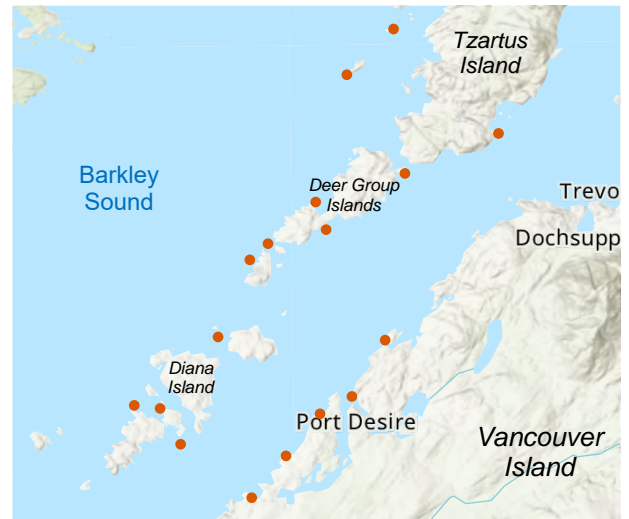 Tzartus
Island
Barkley
Sound
Deer Group
Islands
Trevo
Dochsupp
Diana
Island
Port Desire
Vancouver
Island